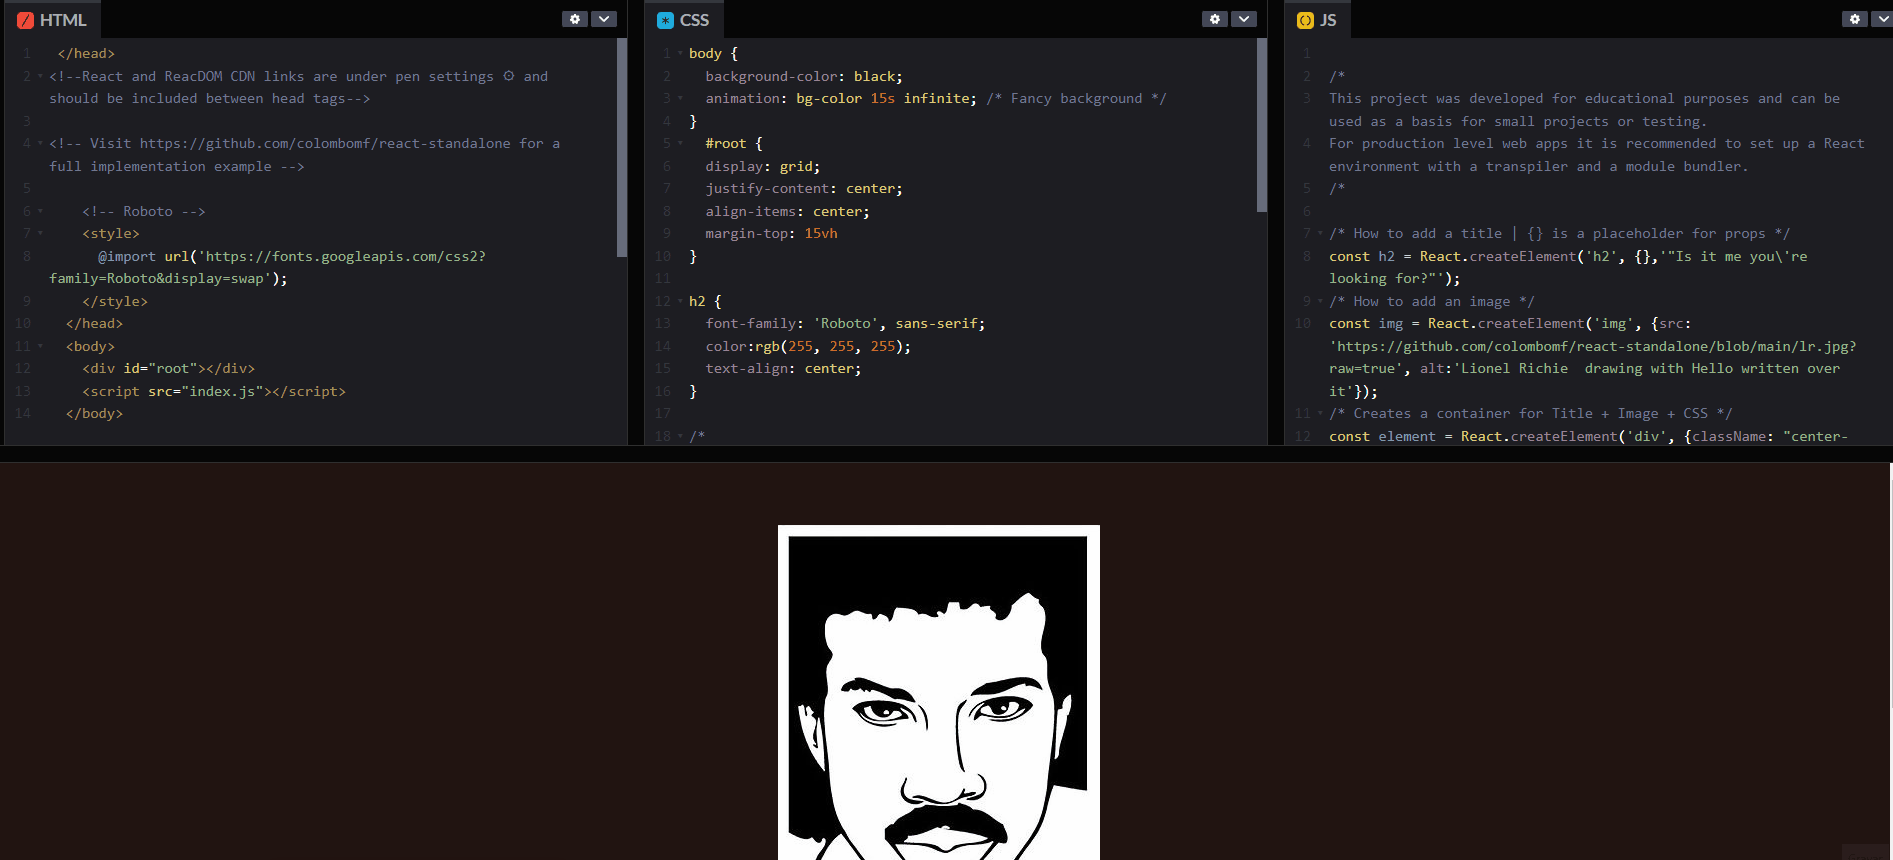 HTML
1 </head>
2 <!--React and ReacDOM CDN links are under pen settings ⚙ and
should be included between head tags-->
3
4 <!-- Visit https://github.com/colombomf/react-standalone for a
full implementation example -->
5
6 <!-- Roboto -->
7 <style>
8 @import url('https://fonts.googleapis.com/css2?
family=Roboto&display=swap');
9 </style>
10 </head>
11 <body>
12 <div id="root"></div>
13 <script src="index.js"></script>
14 </body>
CSS
1 body {
2 background-color: black;
3 animation: bg-color 15s infinite; /* Fancy background */
4 }
5 #root {
6 display: grid;
7 justify-content: center;
8 align-items: center;
9 margin-top: 15vh
10 }
11
12 h2 {
13 font-family: 'Roboto', sans-serif;
14 color:rgb(255, 255, 255);
15 text-align: center;
16 }
17
18 /*
JS
1
2 /*
3 This project was developed for educational purposes and can be
used as a basis for small projects or testing.
4 For production level web apps it is recommended to set up a React
environment with a transpiler and a module bundler.
5 /*
6
7 /* How to add a title | {} is a placeholder for props */
8 const h2 = React.createElement('h2', {},'"Is it me you\'re
looking for?"');
9 /* How to add an image */
10 const img = React.createElement('img', {src:
'https://github.com/colombomf/react-standalone/blob/main/lr.jpg?
raw=true', alt:'Lionel Richie  drawing with Hello written over
it'});
11 /* Creates a container for Title + Image + CSS */
12 const element = React.createElement('div', {className: "center-